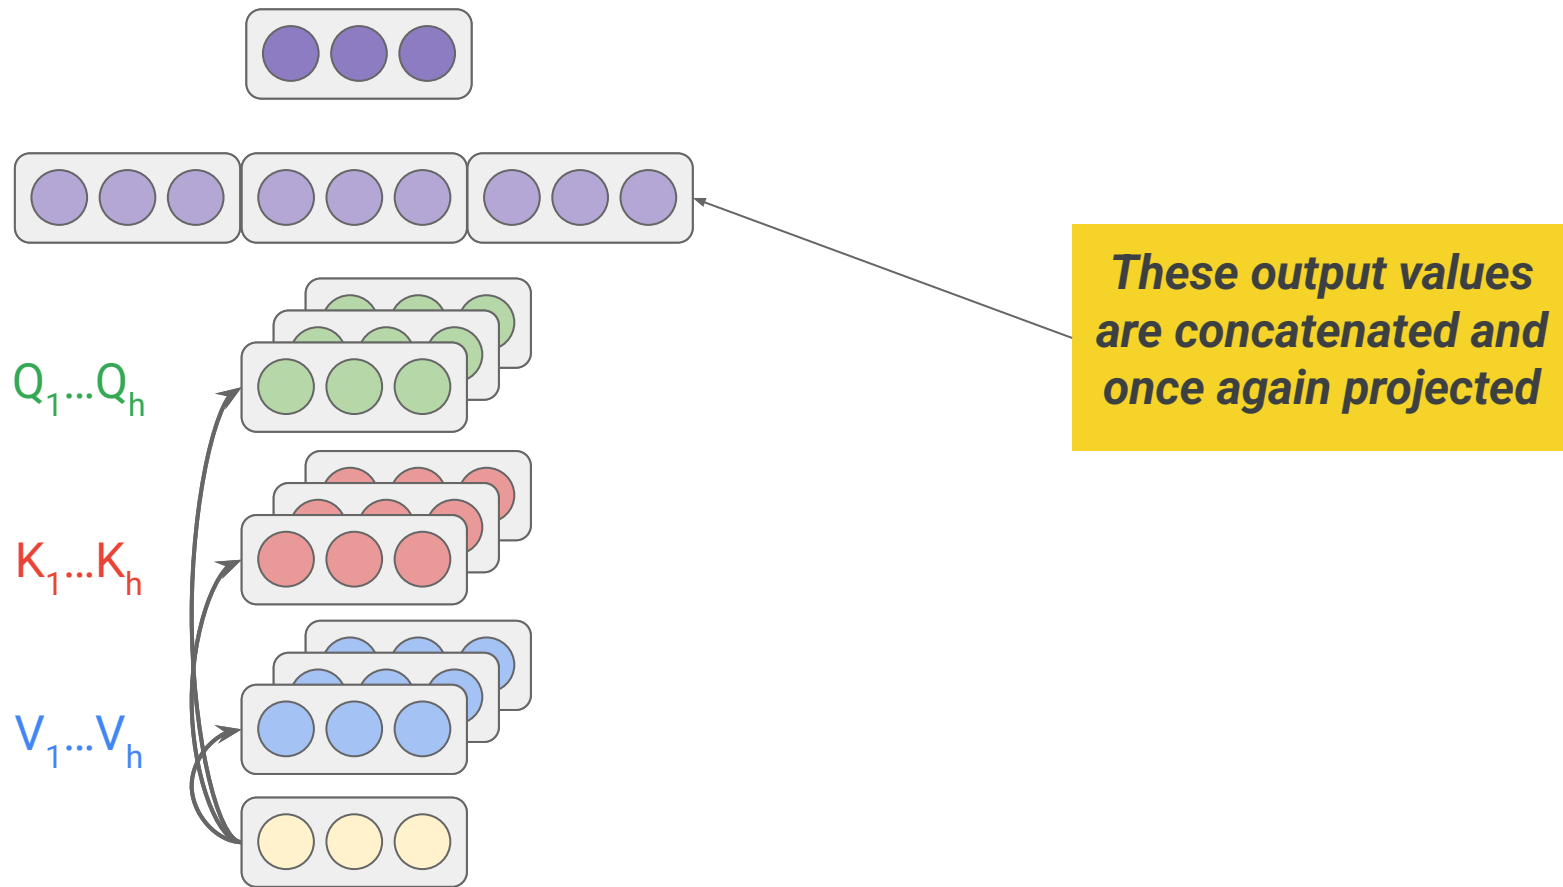 These output values
are concatenated and
once again projected
Q1...Qh
K1...Kh
V1...Vh